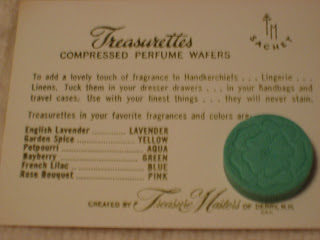 Treasurettes
COMPRESSED PERFUME WAFERS
SACHET
To add a lovely touch of fragrance to Handkerchiefs . . . Lingerie . . .
Linens. Tuck them in your dresser drawers . . . in your handbags and
travel cases. Use with your finest things . . . they will never stain.
Treasurettes in your favorite fragrances and colors are:
English Lavender ............ LAVENDER
Garden Spice ............ YELLOW
Potpourri ............ AQUA
Bayberry ............ GREEN
French Lilac ............ BLUE
Rose Bouquet ............ PINK
CREATED BY Treasure Masters OF DERRY, N.H.